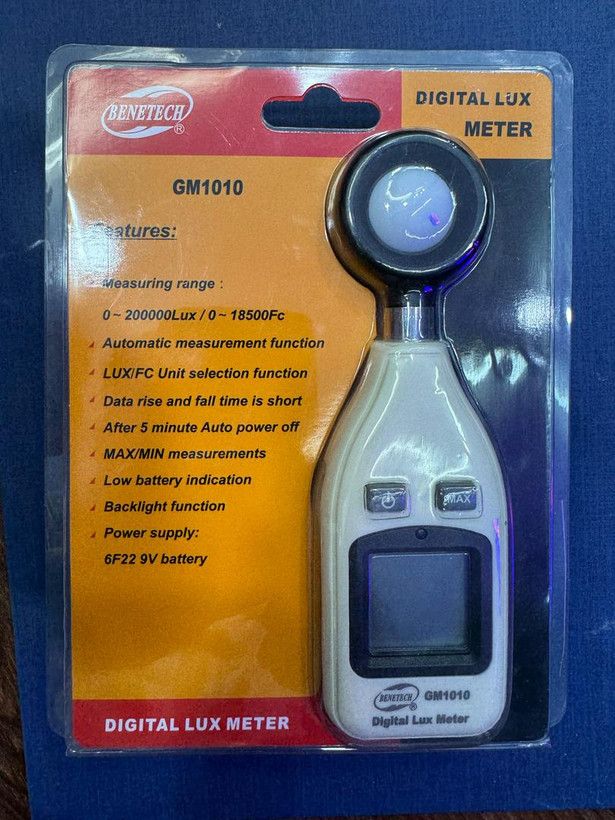 BENETECH
®
DIGITAL LUX
METER
GM1010
Features:
Measuring range :
0 ~ 200000Lux / 0 ~ 18500Fc
Automatic measurement function
LUX/FC Unit selection function
Data rise and fall time is short
After 5 minute Auto power off
MAX/MIN measurements
Low battery indication
Backlight function
Power supply:
6F22 9V battery
MAX
BENETECH
®
GM1010
Digital Lux Meter
DIGITAL LUX METER